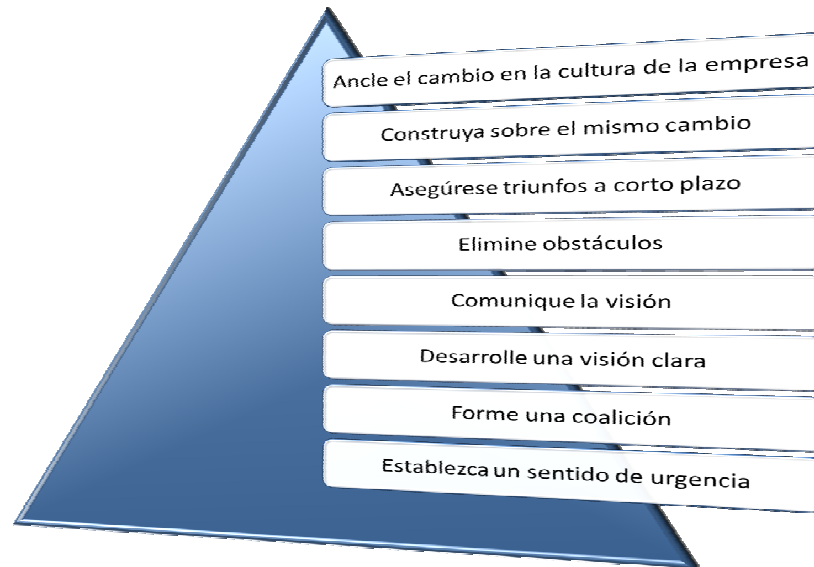 Ancle el cambio en la cultura de la empresa
Construya sobre el mismo cambio
Asegúrese triunfos a corto plazo
Elimine obstáculos
Comunique la visión
Desarrolle una visión clara
Forme una coalición
Establezca un sentido de urgencia